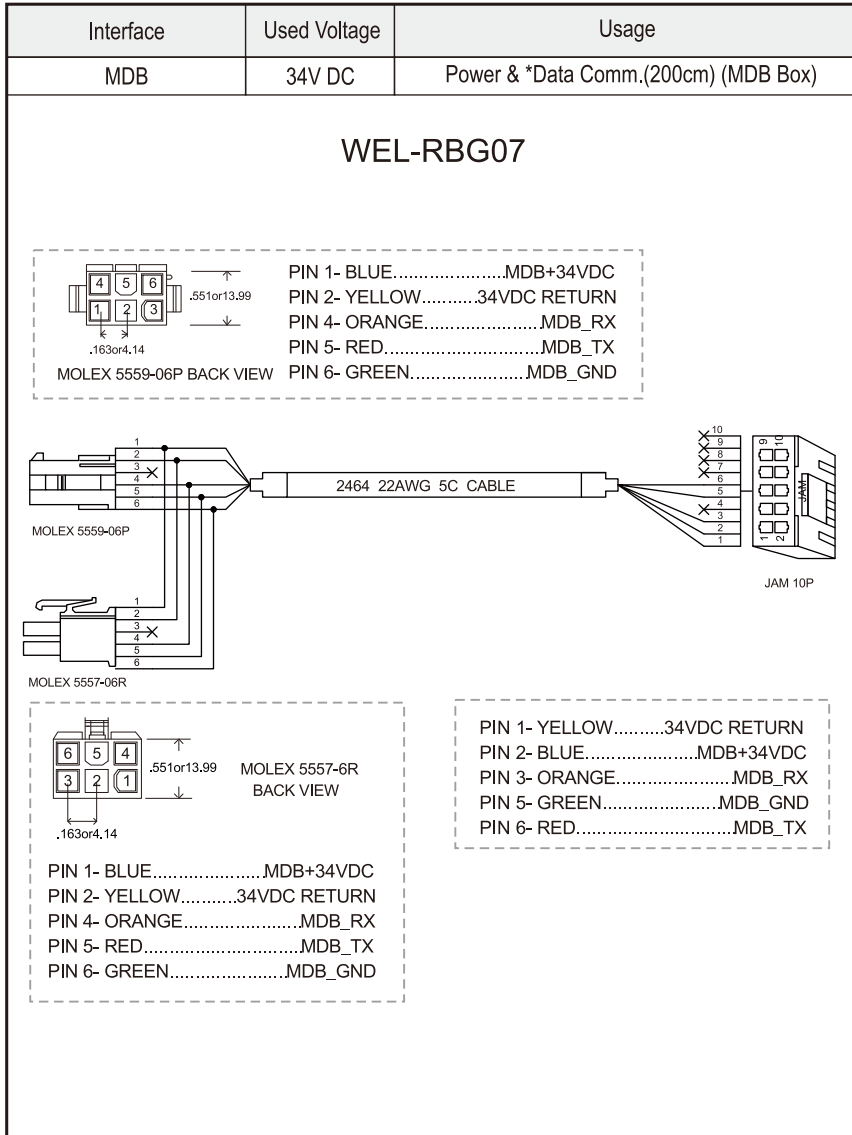 Interface Used Voltage Usage
MDB 34V DC Power & *Data Comm.(200cm) (MDB Box)
WEL-RBG07
4 5 6
1 2 3
.551or13.99
.163or4.14
MOLEX 5559-06P BACK VIEW
PIN 1- BLUE......................MDB+34VDC
PIN 2- YELLOW..........34VDC RETURN
PIN 4- ORANGE.......................MDB_RX
PIN 5- RED...............................MDB_TX
PIN 6- GREEN.......................MDB_GND
1
2
3
4
5
6
MOLEX 5559-06P
2464 22AWG 5C CABLE
10
9
8
7
6
5
4
3
2
1
9 10
JAM
1 2
JAM 10P
1
2
3
4
5
6
MOLEX 5557-06R
6 5 4
3 2 1
.551or13.99
.163or4.14
MOLEX 5557-6R
BACK VIEW
PIN 1- BLUE......................MDB+34VDC
PIN 2- YELLOW..........34VDC RETURN
PIN 4- ORANGE.......................MDB_RX
PIN 5- RED...............................MDB_TX
PIN 6- GREEN.......................MDB_GND
PIN 1- YELLOW.........34VDC RETURN
PIN 2- BLUE......................MDB+34VDC
PIN 3- ORANGE.......................MDB_RX
PIN 5- GREEN.......................MDB_GND
PIN 6- RED...............................MDB_TX